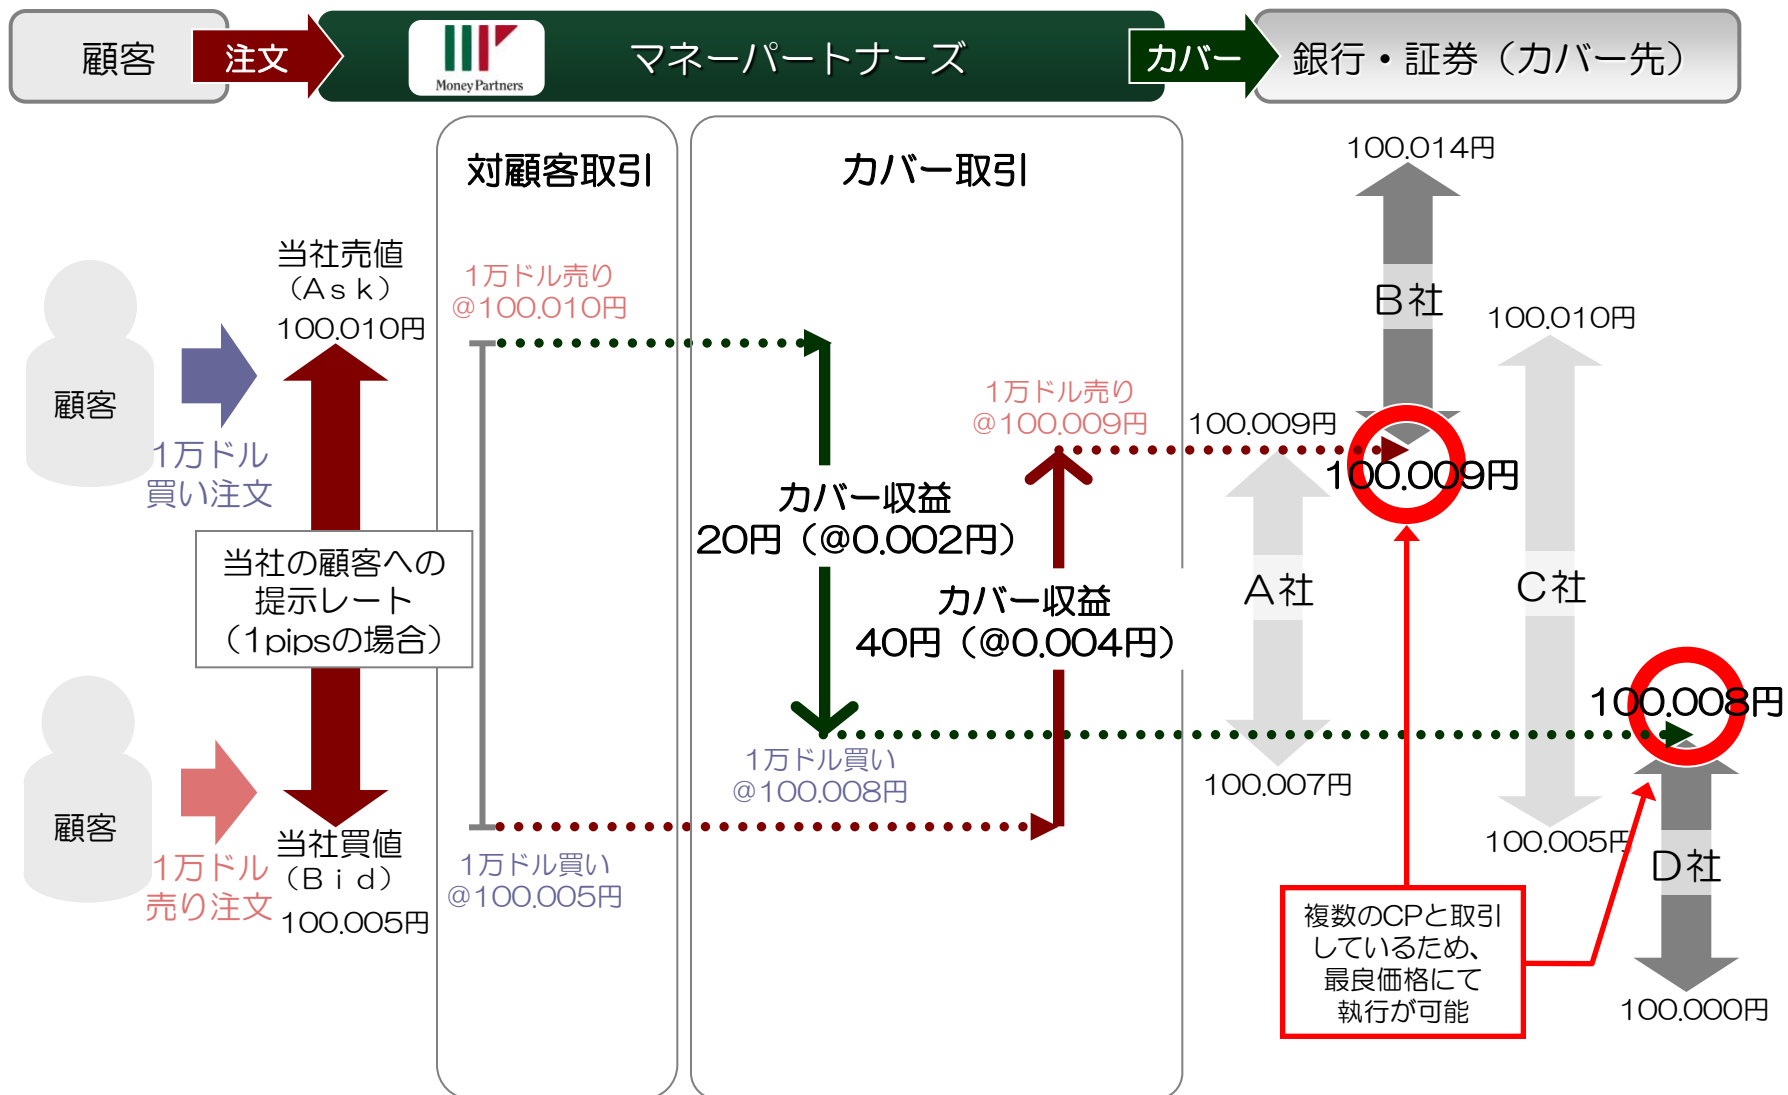 顧客
注文
Money Partners
マネーパートナーズ
カバー
銀行・証券（カバー先）
対顧客取引
カバー取引
100.014円
当社売値
（Ａｓｋ）
100.010円
1万ドル売り
@100.010円
B社
100.010円
顧客
1万ドル
買い注文
1万ドル売り
@100.009円
100.009円
100.009円
カバー収益
20円（@0.002円）
当社の顧客への
提示レート
（1pipsの場合）
カバー収益
40円（@0.004円）
A社
C社
100.008円
1万ドル買い
@100.008円
100.007円
顧客
1万ドル
売り注文
当社買値
（Ｂｉｄ）
100.005円
1万ドル買い
@100.005円
100.005円
D社
複数のCPと取引
しているため、
最良価格にて
執行が可能
100.000円